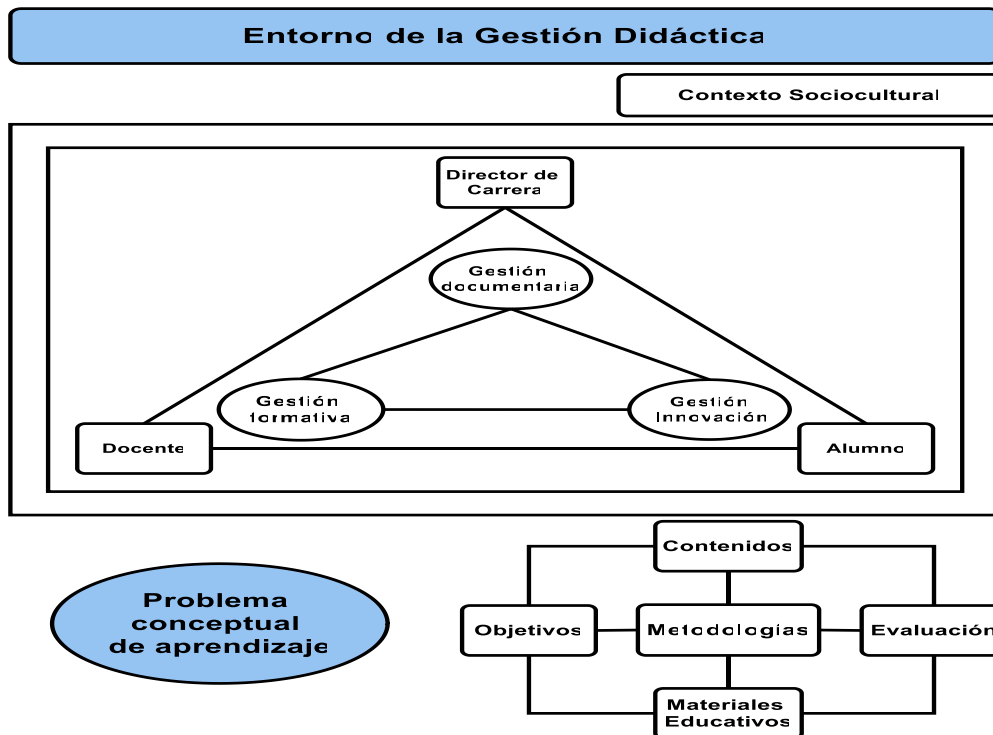 Entorno de la Gestión Didáctica
Contexto Sociocultural
Director de
Carrera
Gestión
documentaria
Gestión
formativa
Gestión
Innovación
Docente
Alumno
Problema
conceptual
de aprendizaje
Contenidos
Objetivos
Metodologías
Evaluación
Materiales
Educativos